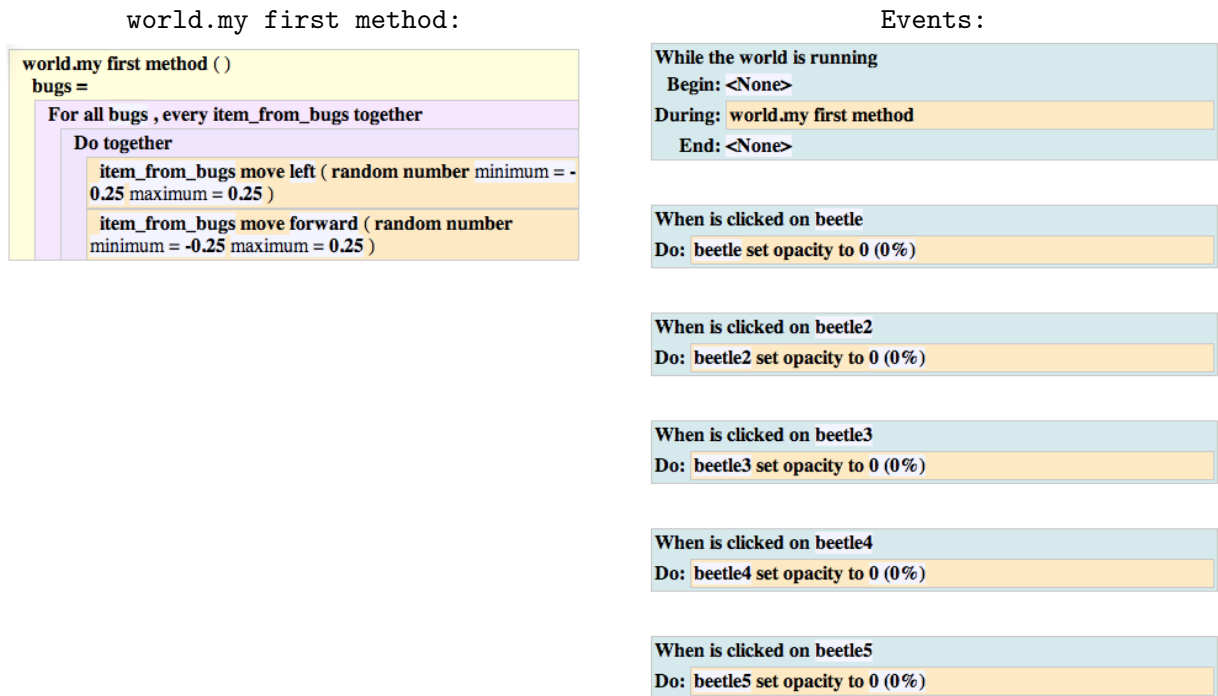 world.my first method:
world.my first method ( )
bugs =
For all bugs , every item_from_bugs together
Do together
item_from_bugs move left ( random number minimum = -
0.25 maximum = 0.25 )
item_from_bugs move forward ( random number
minimum = -0.25 maximum = 0.25 )
Events:
While the world is running
Begin: <None>
During: world.my first method
End: <None>
When is clicked on beetle
Do: beetle set opacity to 0 (0%)
When is clicked on beetle2
Do: beetle2 set opacity to 0 (0%)
When is clicked on beetle3
Do: beetle3 set opacity to 0 (0%)
When is clicked on beetle4
Do: beetle4 set opacity to 0 (0%)
When is clicked on beetle5
Do: beetle5 set opacity to 0 (0%)